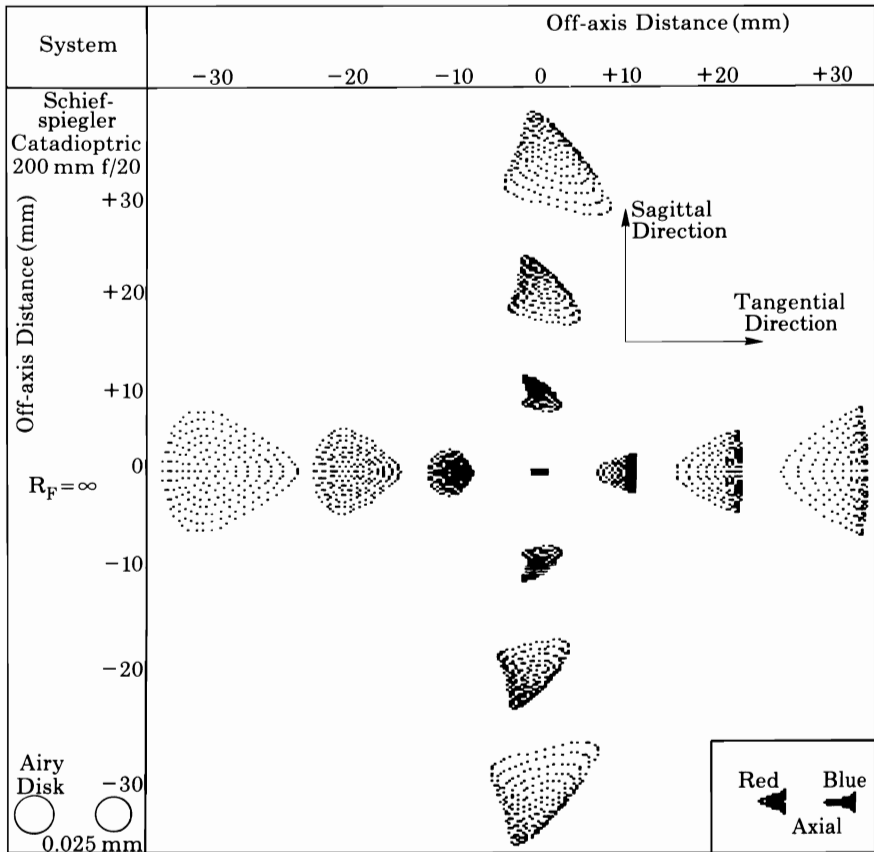 System
Off-axis Distance (mm)
−30 −20 −10 0 +10 +20 +30
Schief-
spiegler
Catadioptric
200 mm f/20
Off-axis Distance (mm)
+30
+20
+10
0
R_F = ∞
−10
−20
−30
Sagittal
Direction
Tangential
Direction
Airy
Disk
0.025 mm
Red Blue
Axial